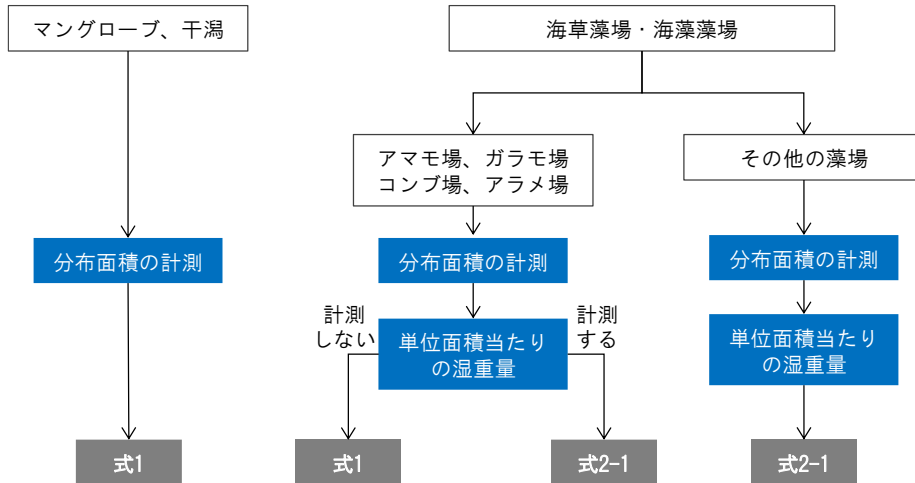 マングローブ、干潟
海草藻場・海藻藻場
アマモ場、ガラモ場
コンブ場、アラメ場
その他の藻場
分布面積の計測
分布面積の計測
分布面積の計測
計測
しない
単位面積当たり
の湿重量
計測
する
単位面積当たり
の湿重量
式1
式1
式2-1
式2-1